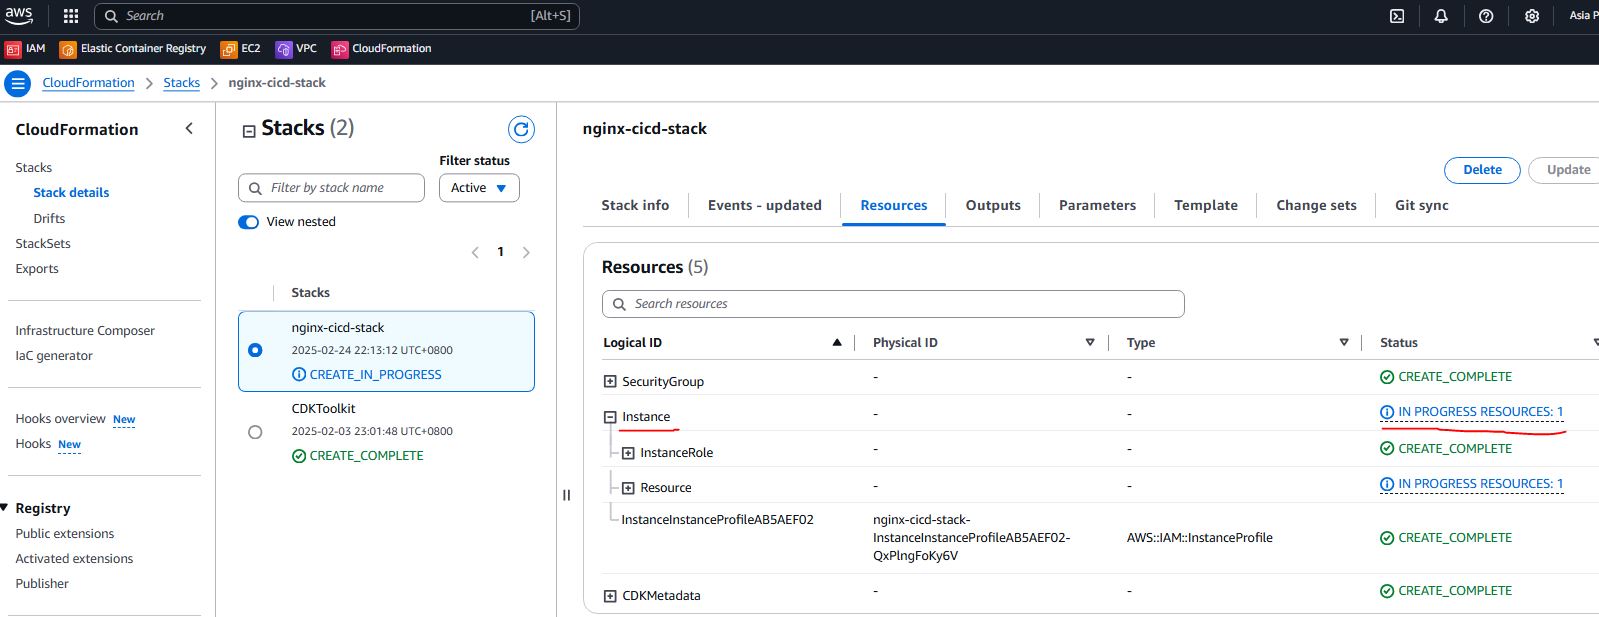 aws
Search
[Alt+S]
Asia P
IAM
Elastic Container Registry
EC2
VPC
CloudFormation
CloudFormation
Stacks
nginx-cicd-stack
CloudFormation
Stacks
Stack details
Drifts
StackSets
Exports
Infrastructure Composer
IaC generator
Hooks overview New
Hooks New
Registry
Public extensions
Activated extensions
Publisher
Stacks (2)
Filter status
Filter by stack name
Active
View nested
1
Stacks
nginx-cicd-stack
2025-02-24 22:13:12 UTC+0800
CREATE_IN_PROGRESS
CDKToolkit
2025-02-03 23:01:48 UTC+0800
CREATE_COMPLETE
nginx-cicd-stack
Delete
Update
Stack info
Events - updated
Resources
Outputs
Parameters
Template
Change sets
Git sync
Resources (5)
Search resources
Logical ID Physical ID Type Status
SecurityGroup - - CREATE_COMPLETE
Instance - - IN PROGRESS RESOURCES: 1
InstanceRole - - CREATE_COMPLETE
Resource - - IN PROGRESS RESOURCES: 1
InstanceInstanceProfileAB5AEF02
nginx-cicd-stack-
InstanceInstanceProfileAB5AEF02-
QxPlngFoKy6V
AWS::IAM::InstanceProfile
CREATE_COMPLETE
CDKMetadata - - CREATE_COMPLETE